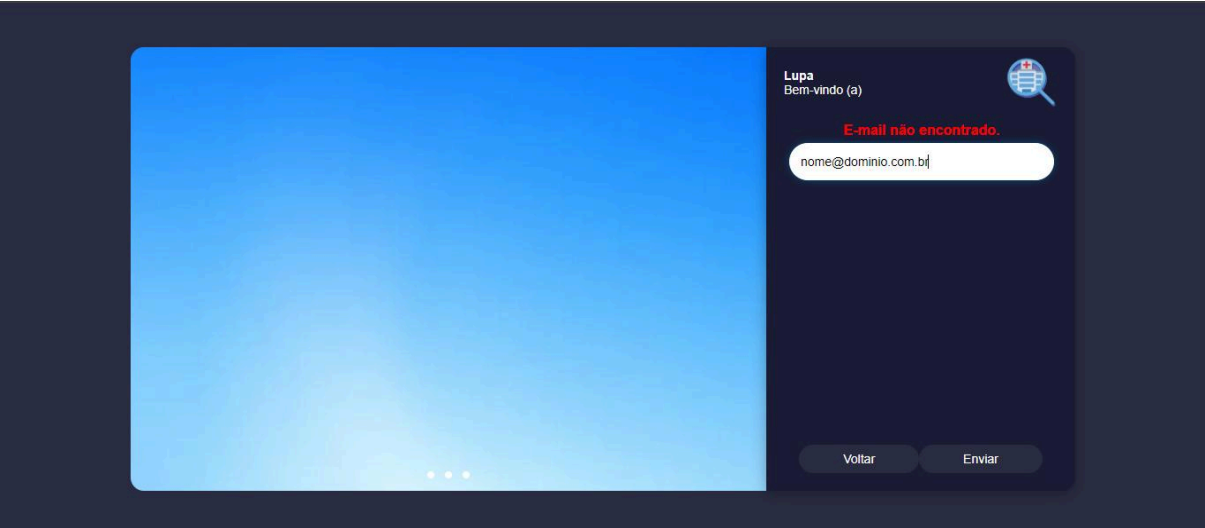 Lupa
Bem-vindo (a)
E-mail não encontrado.
nome@dominio.com.br
Voltar
Enviar